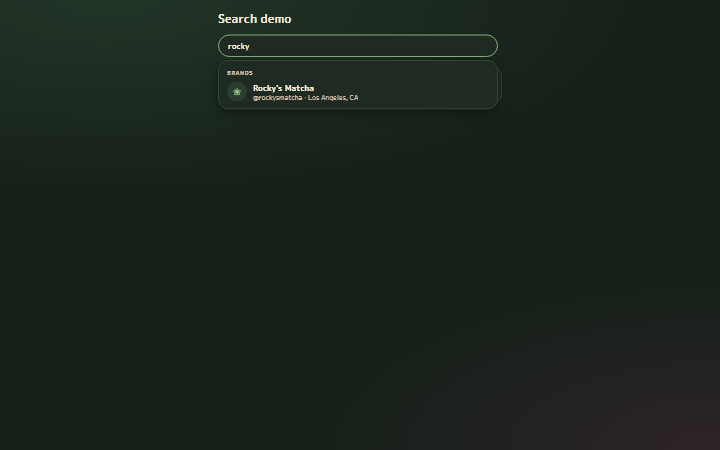 Search demo
rocky
BRANDS
Rocky's Matcha
@rockysmatcha · Los Angeles, CA